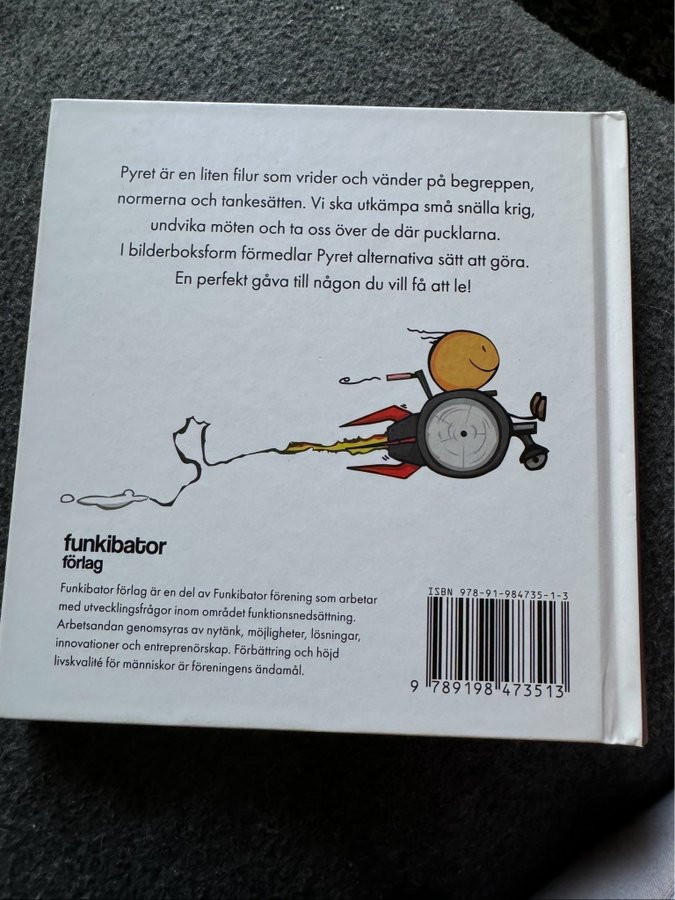 Pyret är en liten filur som vrider och vänder på begreppen,
normerna och tankesätten. Vi ska utkämpa små snälla krig,
undvika möten och ta oss över de där pucklarna.
I bilderboksform förmedlar Pyret alternativa sätt att göra.
En perfekt gåva till någon du vill få att le!
funkibator
förlag
Funkibator förlag är en del av Funkibator förening som arbetar
med utvecklingsfrågor inom området funktionsnedsättning.
Arbetsandan genomsyras av nytänk, möjligheter, lösningar,
innovationer och entreprenörskap. Förbättring och höjd
livskvalité för människor är föreningens ändamål.
ISBN 978-91-984735-1-3
9 789198 473513